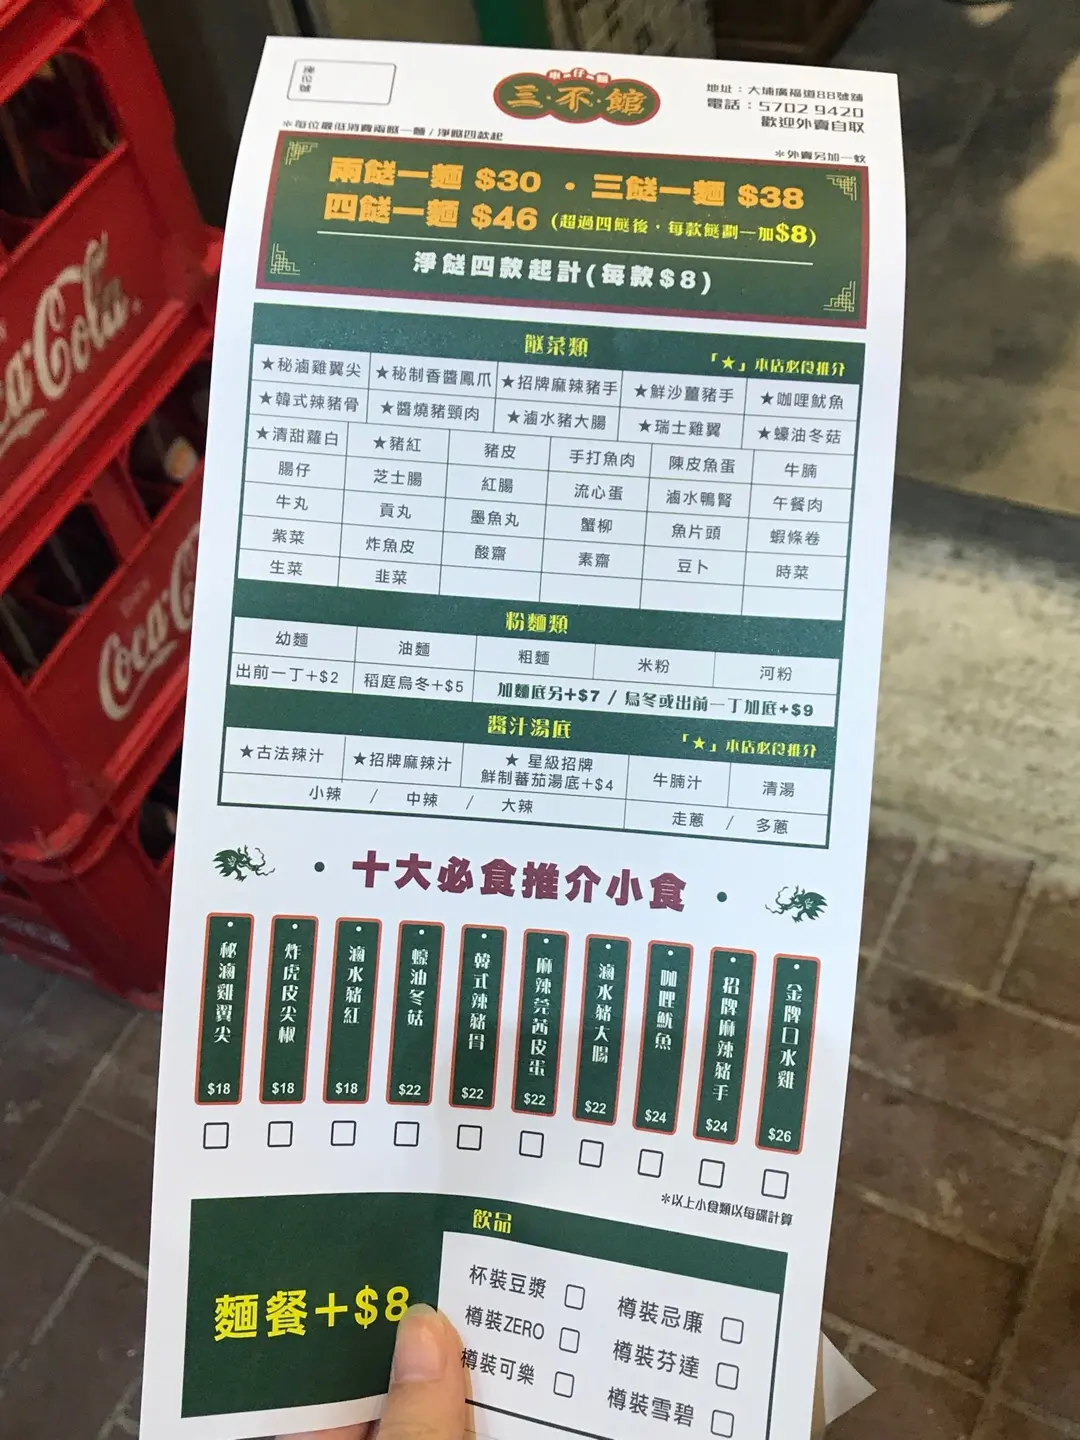 座位號
車仔麵
三不館
地址：大埔廣福道88號舖
電話：5702 9420
歡迎外賣自取
＊每位最低消費兩餸一麵 / 淨餸四款起
＊外賣另加一蚊
兩餸一麵 $30 · 三餸一麵 $38
四餸一麵 $46 (超過四餸後，每款餸劃一加$8)
淨餸四款起計(每款$8)
餸菜類
「★」本店必食推介
★秘滷雞翼尖 ★秘制香醬鳳爪 ★招牌麻辣豬手 ★鮮沙薑豬手 ★咖哩魷魚
★韓式辣豬骨 ★醬燒豬頸肉 ★滷水豬大腸 ★瑞士雞翼 ★蠔油冬菇
★清甜蘿白 ★豬紅 豬皮 手打魚肉 陳皮魚蛋 牛腩
腸仔 芝士腸 紅腸 流心蛋 滷水鴨腎 午餐肉
牛丸 貢丸 墨魚丸 蟹柳 魚片頭 蝦條卷
紫菜 炸魚皮 酸齋 素齋 豆卜 時菜
生菜 韭菜
粉麵類
幼麵 油麵 粗麵 米粉 河粉
出前一丁+$2 稻庭烏冬+$5 加麵底另+$7 / 烏冬或出前一丁加底+$9
醬汁湯底
「★」本店必食推介
★古法辣汁 ★招牌麻辣汁 ★ 星級招牌 鮮制蕃茄湯底+$4 牛腩汁 清湯
小辣 / 中辣 / 大辣 走蔥 / 多蔥
· 十大必食推介小食 ·
秘滷雞翼尖 $18
炸虎皮尖椒 $18
滷水豬紅 $18
蠔油冬菇 $22
韓式辣豬骨 $22
麻辣芫茜皮蛋 $22
滷水豬大腸 $22
咖哩魷魚 $24
招牌麻辣豬手 $24
金牌口水雞 $26
＊以上小食類以每碟計算
飲品
麵餐+$8
杯裝豆漿 樽裝忌廉
樽裝ZERO 樽裝芬達
樽裝可樂 樽裝雪碧
Coca-Cola
Coca-Cola